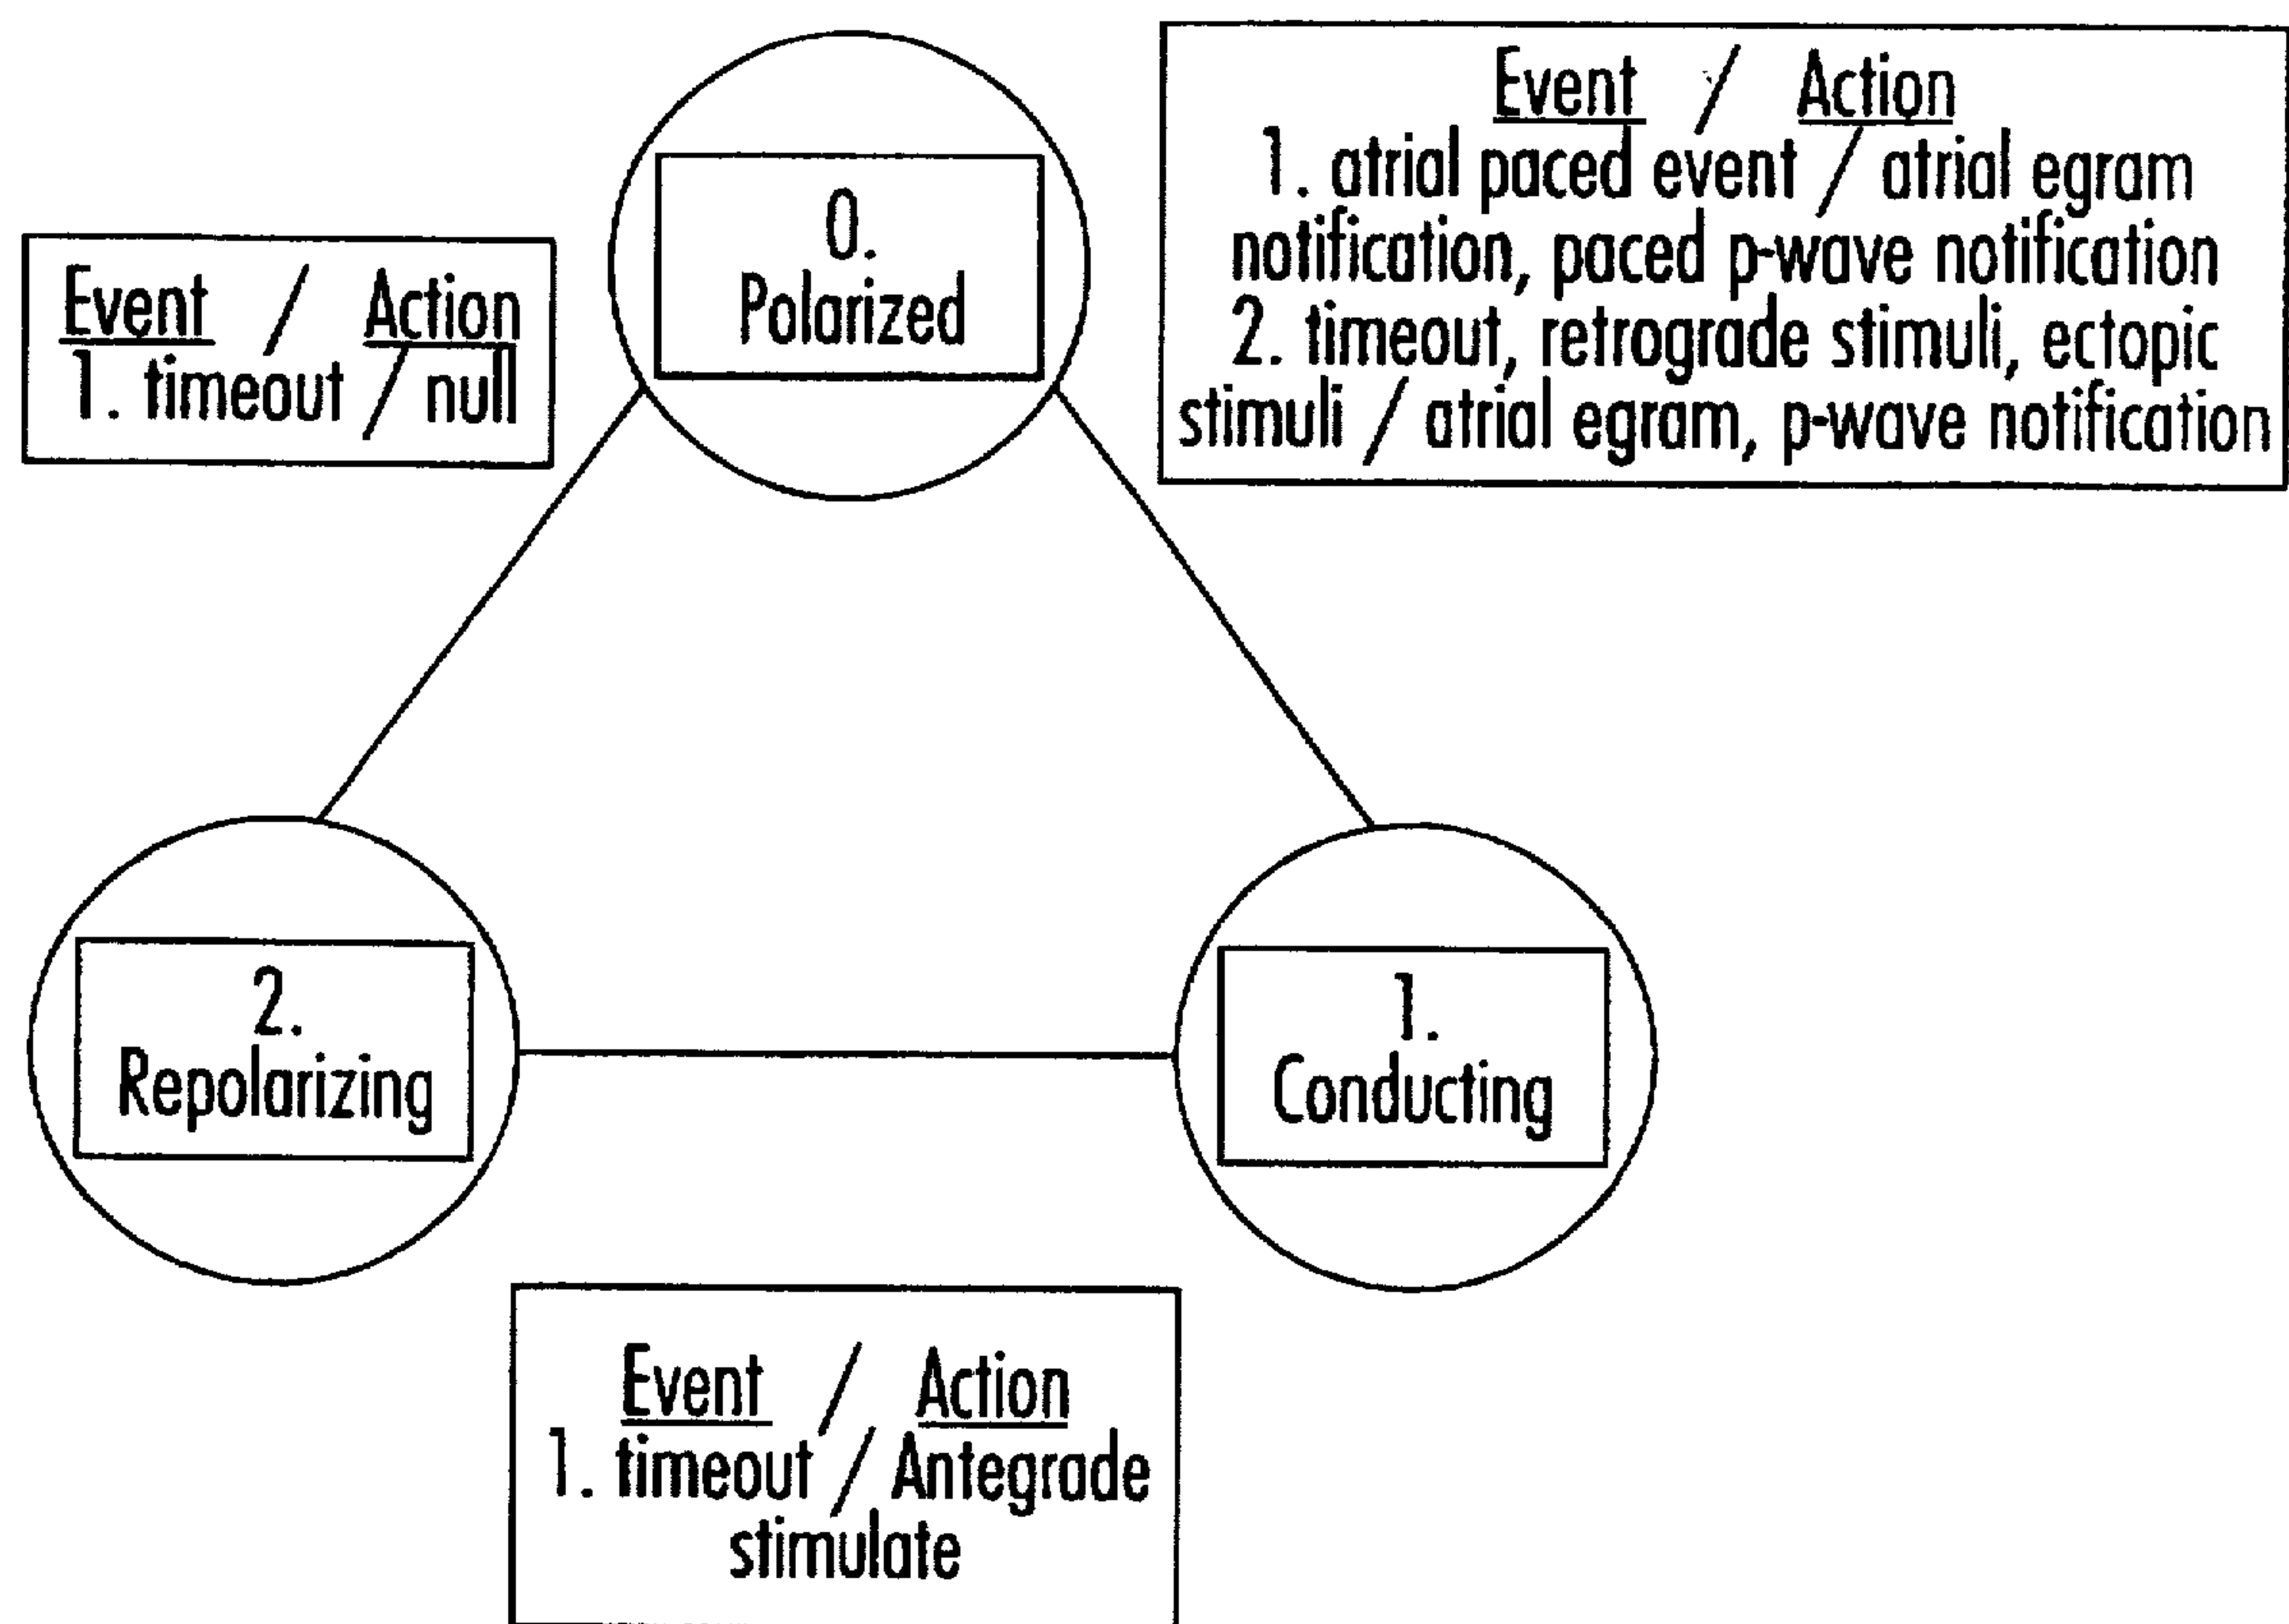 0.
Polarized
Event / Action
1. atrial paced event / atrial egram
notification, paced p-wave notification
2. timeout, retrograde stimuli, ectopic
stimuli / atrial egram, p-wave notification
Event / Action
1. timeout / null
2.
Repolarizing
1.
Conducting
Event / Action
1. timeout / Antegrade
stimulate